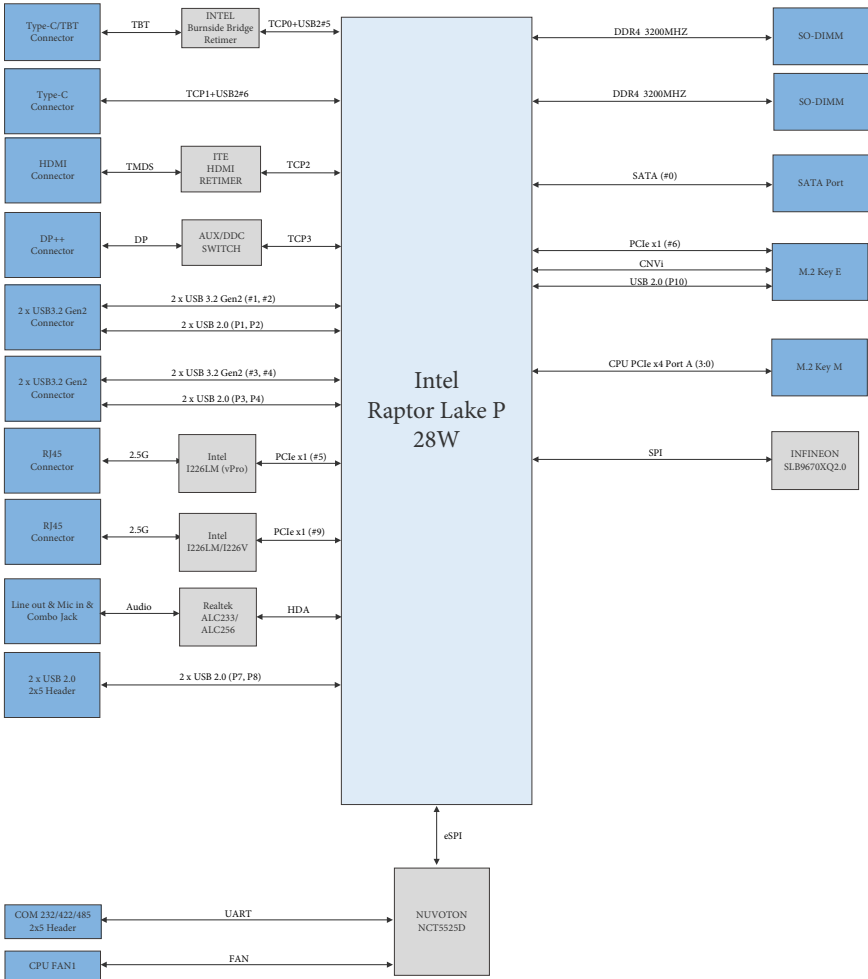 Type-C/TBT
Connector
TBT
INTEL
Burnside Bridge
Retimer
TCP0+USB2#5
Type-C
Connector
TCP1+USB2#6
HDMI
Connector
TMDS
ITE
HDMI
RETIMER
TCP2
DP++
Connector
DP
AUX/DDC
SWITCH
TCP3
2 x USB3.2 Gen2
Connector
2 x USB 3.2 Gen2 (#1, #2)
2 x USB 2.0 (P1, P2)
2 x USB3.2 Gen2
Connector
2 x USB 3.2 Gen2 (#3, #4)
2 x USB 2.0 (P3, P4)
RJ45
Connector
2.5G
Intel
I226LM (vPro)
PCIe x1 (#5)
RJ45
Connector
2.5G
Intel
I226LM/I226V
PCIe x1 (#9)
Line out & Mic in &
Combo Jack
Audio
Realtek
ALC233/
ALC256
HDA
2 x USB 2.0
2x5 Header
2 x USB 2.0 (P7, P8)
Intel
Raptor Lake P
28W
DDR4 3200MHZ
SO-DIMM
DDR4 3200MHZ
SO-DIMM
SATA (#0)
SATA Port
PCIe x1 (#6)
CNVi
USB 2.0 (P10)
M.2 Key E
CPU PCIe x4 Port A (3:0)
M.2 Key M
SPI
INFINEON
SLB9670XQ2.0
eSPI
NUVOTON
NCT5525D
COM 232/422/485
2x5 Header
UART
CPU FAN1
FAN